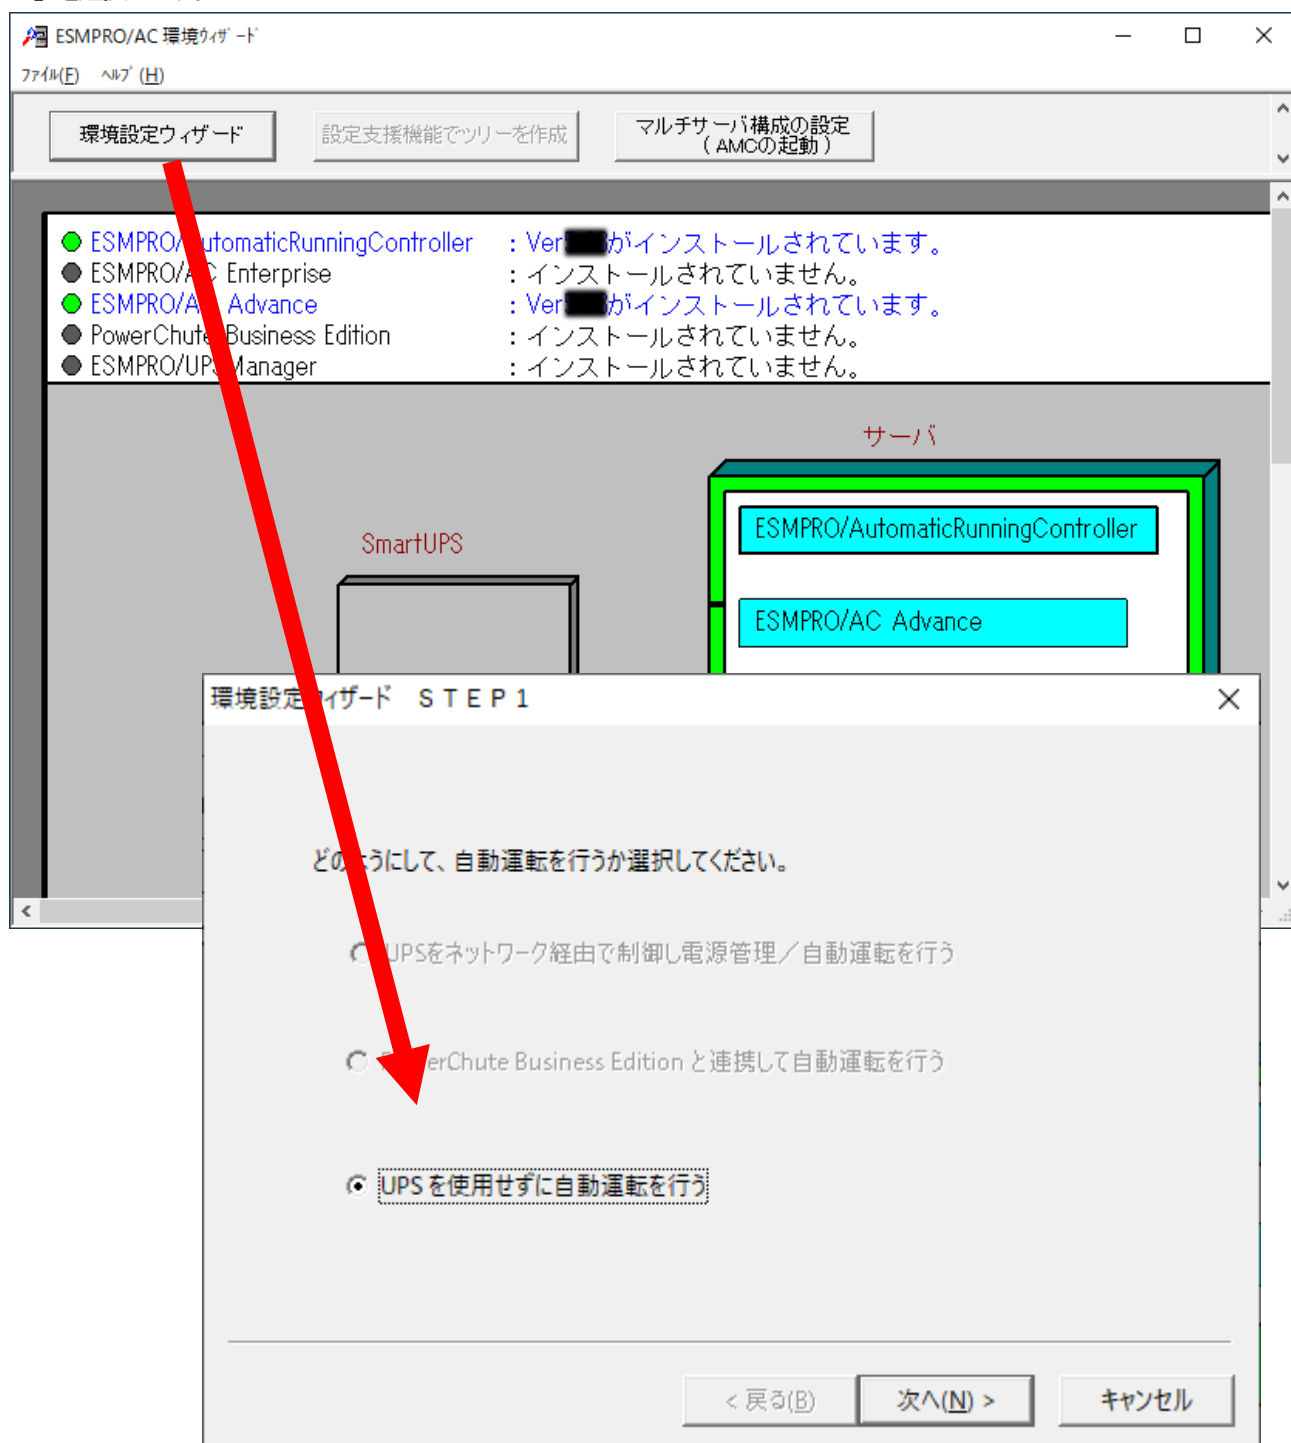 ESMPRO/AC 環境ｳｨｻﾞｰﾄﾞ
ﾌｧｲﾙ(F) ﾍﾙﾌﾟ(H)
環境設定ウィザード
設定支援機能でツリーを作成
マルチサーバ構成の設定
( AMCの起動 )
ESMPRO/AutomaticRunningController : Ver がインストールされています。
ESMPRO/AC Enterprise : インストールされていません。
ESMPRO/AC Advance : Ver がインストールされています。
PowerChute Business Edition : インストールされていません。
ESMPRO/UPSManager : インストールされていません。
サーバ
ESMPRO/AutomaticRunningController
SmartUPS
ESMPRO/AC Advance
環境設定ウィザード ＳＴＥＰ1
どのようにして、自動運転を行うか選択してください。
UPSをネットワーク経由で制御し電源管理／自動運転を行う
PowerChute Business Edition と連携して自動運転を行う
UPS を使用せずに自動運転を行う
< 戻る(B)
次へ(N) >
キャンセル